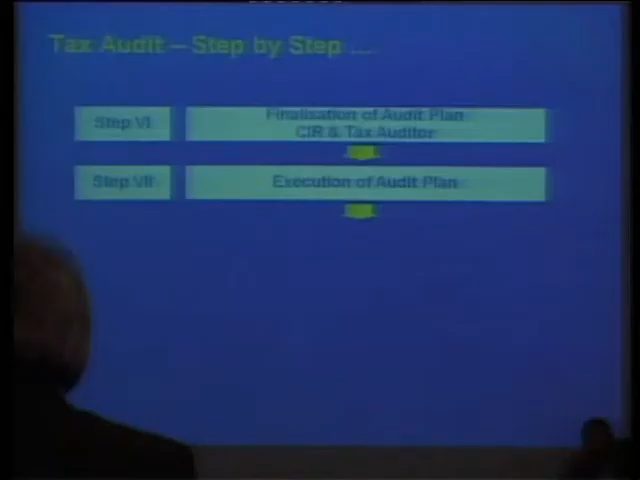 Tax Audit – Step by Step ....
Step VI
Finalisation of Audit Plan
CIR & Tax Auditor
Step VII
Execution of Audit Plan